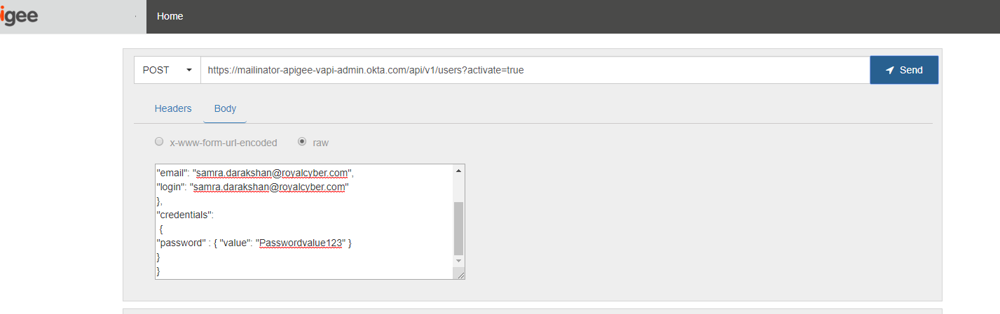 igee
Home
POST
https://mailinator-apigee-vapi-admin.okta.com/api/v1/users?activate=true
Send
Headers
Body
x-www-form-url-encoded
raw
"email": "samra.darakshan@royalcyber.com",
"login": "samra.darakshan@royalcyber.com"
},
"credentials":
{
"password" : { "value": "Passwordvalue123" }
}
}